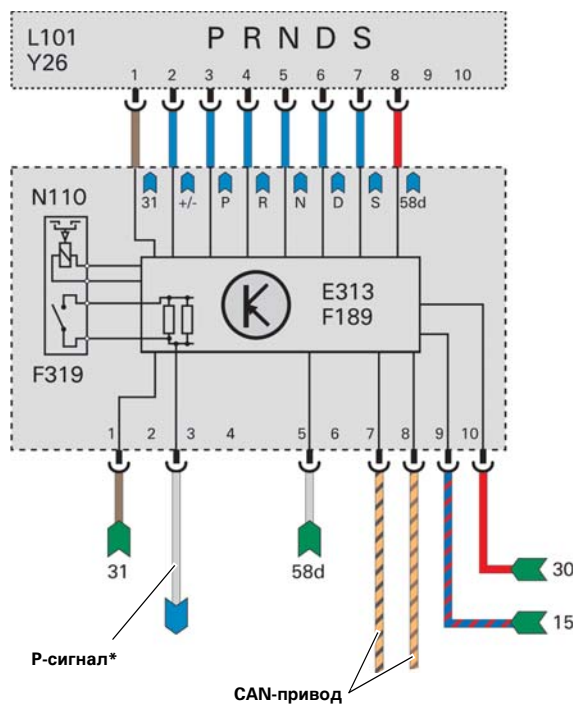 L101 P R N D S
Y26
1 2 3 4 5 6 7 8 9 10
N110 31 +/- P R N D S 58d
E313
F189
F319
1 2 3 4 5 6 7 8 9 10
31 58d 30
15
Р-сигнал*
CAN-привод